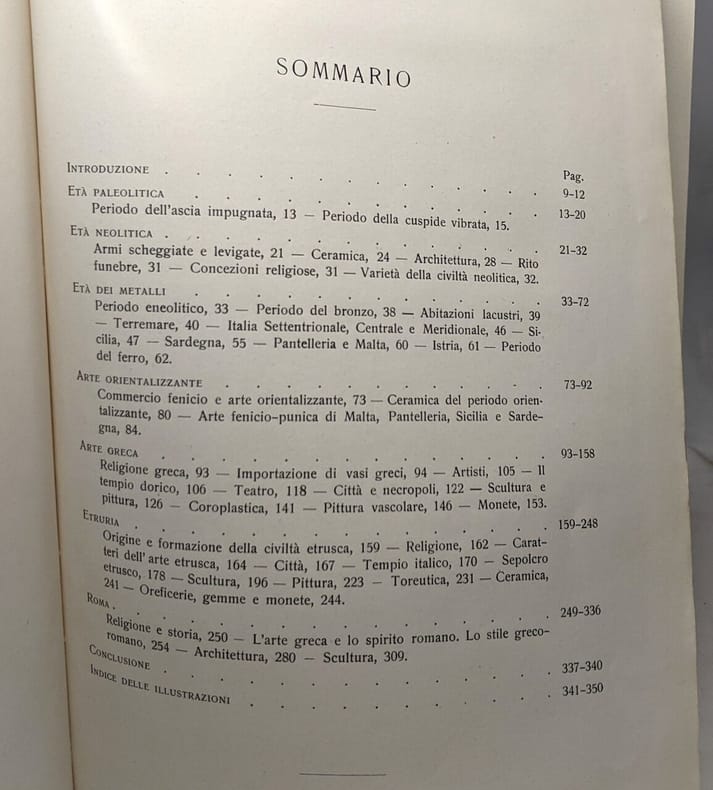 SOMMARIO
Pag.
INTRODUZIONE . . . . . . . . . . . . . 9-12
ETÀ PALEOLITICA . . . . . . . . . . . . 13-20
Periodo dell'ascia impugnata, 13 — Periodo della cuspide vibrata, 15.
ETÀ NEOLITICA . . . . . . . . . . . . . 21-32
Armi scheggiate e levigate, 21 — Ceramica, 24 — Architettura, 28 — Rito
funebre, 31 — Concezioni religiose, 31 — Varietà della civiltà neolitica, 32.
ETÀ DEI METALLI . . . . . . . . . . . . 33-72
Periodo eneolitico, 33 — Periodo del bronzo, 38 — Abitazioni lacustri, 39
— Terremare, 40 — Italia Settentrionale, Centrale e Meridionale, 46 — Si-
cilia, 47 — Sardegna, 55 — Pantelleria e Malta, 60 — Istria, 61 — Periodo
del ferro, 62.
ARTE ORIENTALIZZANTE . . . . . . . . . . . 73-92
Commercio fenicio e arte orientalizzante, 73 — Ceramica del periodo orien-
talizzante, 80 — Arte fenicio-punica di Malta, Pantelleria, Sicilia e Sarde-
gna, 84.
ARTE GRECA . . . . . . . . . . . . . 93-158
Religione greca, 93 — Importazione di vasi greci, 94 — Artisti, 105 — Il
tempio dorico, 106 — Teatro, 118 — Città e necropoli, 122 — Scultura e
pittura, 126 — Coroplastica, 141 — Pittura vascolare, 146 — Monete, 153.
ETRURIA . . . . . . . . . . . . . . 159-248
Origine e formazione della civiltà etrusca, 159 — Religione, 162 — Carat-
teri dell'arte etrusca, 164 — Città, 167 — Tempio italico, 170 — Sepolcro
etrusco, 178 — Scultura, 196 — Pittura, 223 — Toreutica, 231 — Ceramica,
241 — Oreficerie, gemme e monete, 244.
ROMA . . . . . . . . . . . . . . . 249-336
Religione e storia, 250 — L'arte greca e lo spirito romano. Lo stile greco-
romano, 254 — Architettura, 280 — Scultura, 309.
CONCLUSIONE . . . . . . . . . . . . . 337-340
INDICE DELLE ILLUSTRAZIONI . . . . . . . . . . 341-350